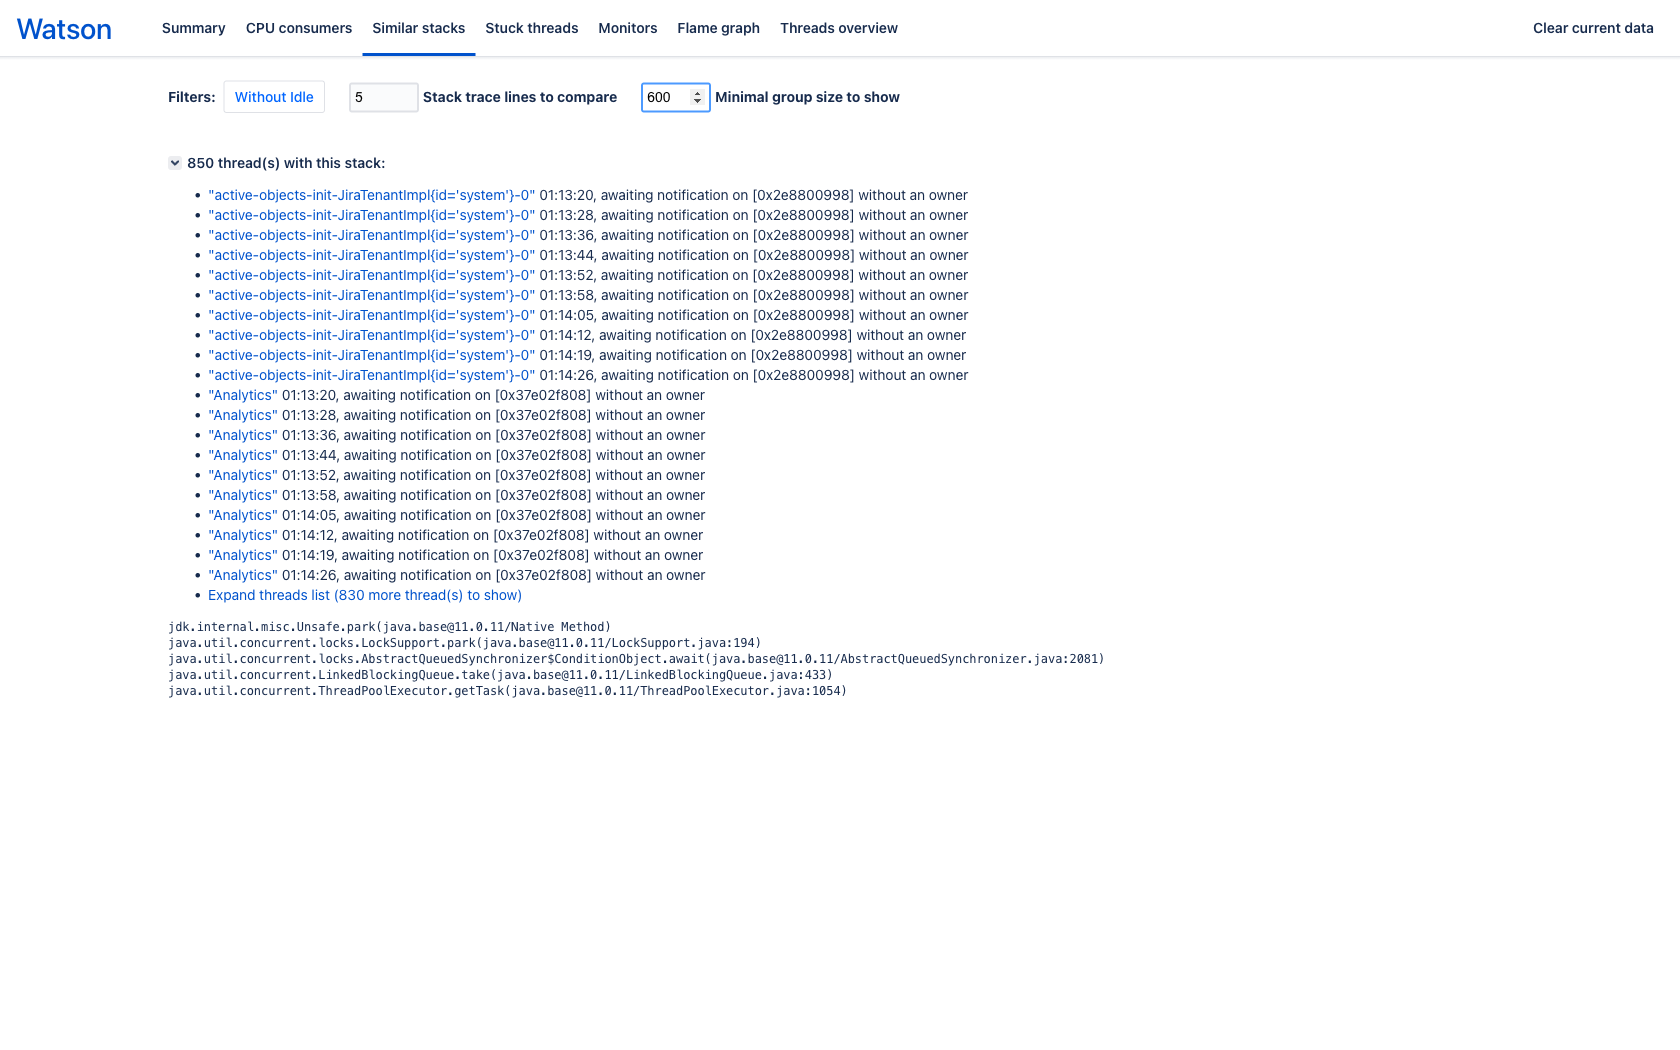 Watson
Summary CPU consumers Similar stacks Stuck threads Monitors Flame graph Threads overview Clear current data
Filters: Without Idle 5 Stack trace lines to compare 600 Minimal group size to show
850 thread(s) with this stack:
• "active-objects-init-JiraTenantImpl{id='system'}-0" 01:13:20, awaiting notification on [0x2e8800998] without an owner
• "active-objects-init-JiraTenantImpl{id='system'}-0" 01:13:28, awaiting notification on [0x2e8800998] without an owner
• "active-objects-init-JiraTenantImpl{id='system'}-0" 01:13:36, awaiting notification on [0x2e8800998] without an owner
• "active-objects-init-JiraTenantImpl{id='system'}-0" 01:13:44, awaiting notification on [0x2e8800998] without an owner
• "active-objects-init-JiraTenantImpl{id='system'}-0" 01:13:52, awaiting notification on [0x2e8800998] without an owner
• "active-objects-init-JiraTenantImpl{id='system'}-0" 01:13:58, awaiting notification on [0x2e8800998] without an owner
• "active-objects-init-JiraTenantImpl{id='system'}-0" 01:14:05, awaiting notification on [0x2e8800998] without an owner
• "active-objects-init-JiraTenantImpl{id='system'}-0" 01:14:12, awaiting notification on [0x2e8800998] without an owner
• "active-objects-init-JiraTenantImpl{id='system'}-0" 01:14:19, awaiting notification on [0x2e8800998] without an owner
• "active-objects-init-JiraTenantImpl{id='system'}-0" 01:14:26, awaiting notification on [0x2e8800998] without an owner
• "Analytics" 01:13:20, awaiting notification on [0x37e02f808] without an owner
• "Analytics" 01:13:28, awaiting notification on [0x37e02f808] without an owner
• "Analytics" 01:13:36, awaiting notification on [0x37e02f808] without an owner
• "Analytics" 01:13:44, awaiting notification on [0x37e02f808] without an owner
• "Analytics" 01:13:52, awaiting notification on [0x37e02f808] without an owner
• "Analytics" 01:13:58, awaiting notification on [0x37e02f808] without an owner
• "Analytics" 01:14:05, awaiting notification on [0x37e02f808] without an owner
• "Analytics" 01:14:12, awaiting notification on [0x37e02f808] without an owner
• "Analytics" 01:14:19, awaiting notification on [0x37e02f808] without an owner
• "Analytics" 01:14:26, awaiting notification on [0x37e02f808] without an owner
• Expand threads list (830 more thread(s) to show)
jdk.internal.misc.Unsafe.park(java.base@11.0.11/Native Method)
java.util.concurrent.locks.LockSupport.park(java.base@11.0.11/LockSupport.java:194)
java.util.concurrent.locks.AbstractQueuedSynchronizer$ConditionObject.await(java.base@11.0.11/AbstractQueuedSynchronizer.java:2081)
java.util.concurrent.LinkedBlockingQueue.take(java.base@11.0.11/LinkedBlockingQueue.java:433)
java.util.concurrent.ThreadPoolExecutor.getTask(java.base@11.0.11/ThreadPoolExecutor.java:1054)